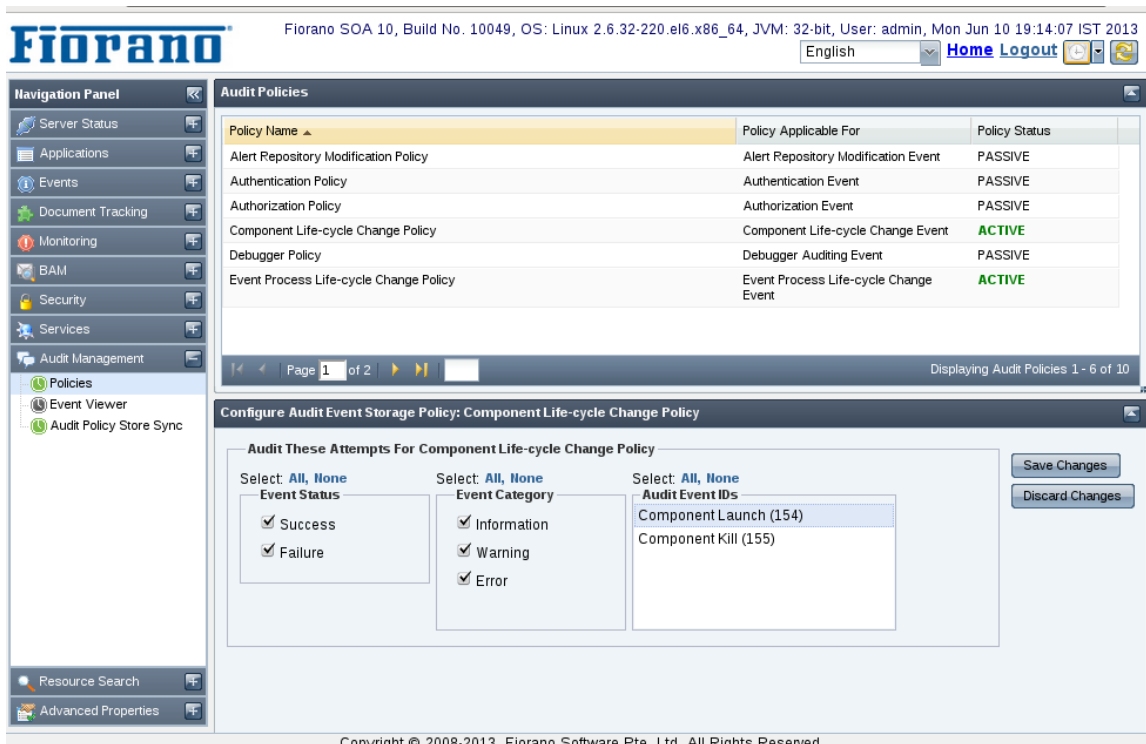 Fiorano
Fiorano SOA 10, Build No. 10049, OS: Linux 2.6.32-220.el6.x86_64, JVM: 32-bit, User: admin, Mon Jun 10 19:14:07 IST 2013
English Home Logout
Navigation Panel
Server Status
Applications
Events
Document Tracking
Monitoring
BAM
Security
Services
Audit Management
Policies
Event Viewer
Audit Policy Store Sync
Resource Search
Advanced Properties
Audit Policies
Policy Name Policy Applicable For Policy Status
Alert Repository Modification Policy Alert Repository Modification Event PASSIVE
Authentication Policy Authentication Event PASSIVE
Authorization Policy Authorization Event PASSIVE
Component Life-cycle Change Policy Component Life-cycle Change Event ACTIVE
Debugger Policy Debugger Auditing Event PASSIVE
Event Process Life-cycle Change Policy Event Process Life-cycle Change ACTIVE
Event
Page 1 of 2 Displaying Audit Policies 1 - 6 of 10
Configure Audit Event Storage Policy: Component Life-cycle Change Policy
Audit These Attempts For Component Life-cycle Change Policy
Select: All, None Select: All, None Select: All, None
Event Status Event Category Audit Event IDs
Success Information Component Launch (154)
Failure Warning Component Kill (155)
Error
Save Changes
Discard Changes
Copyright © 2008-2013, Fiorano Software Pte. Ltd. All Rights Reserved